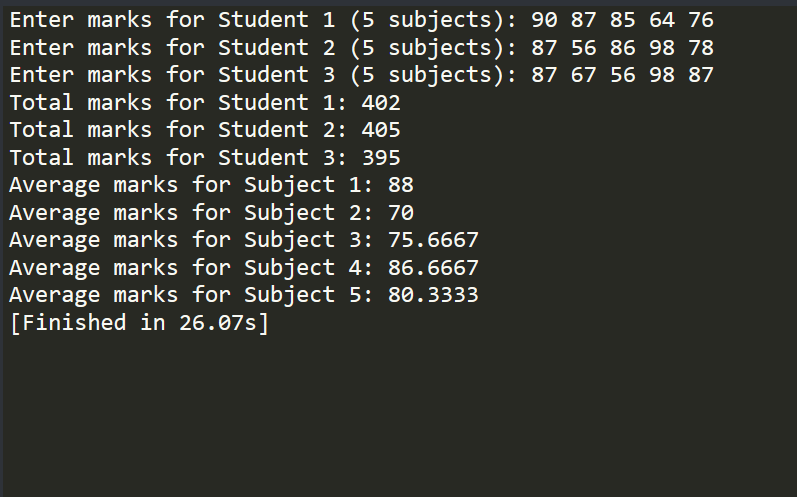 Enter marks for Student 1 (5 subjects): 90 87 85 64 76
Enter marks for Student 2 (5 subjects): 87 56 86 98 78
Enter marks for Student 3 (5 subjects): 87 67 56 98 87
Total marks for Student 1: 402
Total marks for Student 2: 405
Total marks for Student 3: 395
Average marks for Subject 1: 88
Average marks for Subject 2: 70
Average marks for Subject 3: 75.6667
Average marks for Subject 4: 86.6667
Average marks for Subject 5: 80.3333
[Finished in 26.07s]